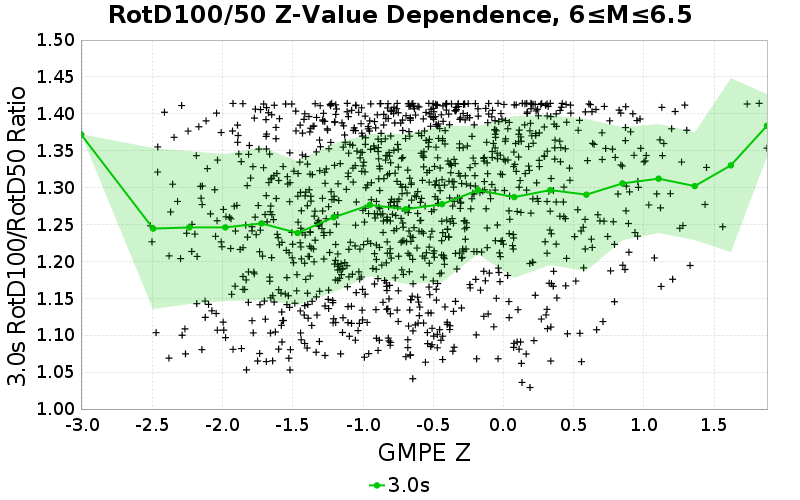 RotD100/50 Z-Value Dependence, 6≤M≤6.5
1.50
1.45
1.40
1.35
1.30
1.25
1.20
1.15
1.10
1.05
1.00
3.0s RotD100/RotD50 Ratio
-3.0 -2.5 -2.0 -1.5 -1.0 -0.5 0.0 0.5 1.0 1.5
GMPE Z
3.0s